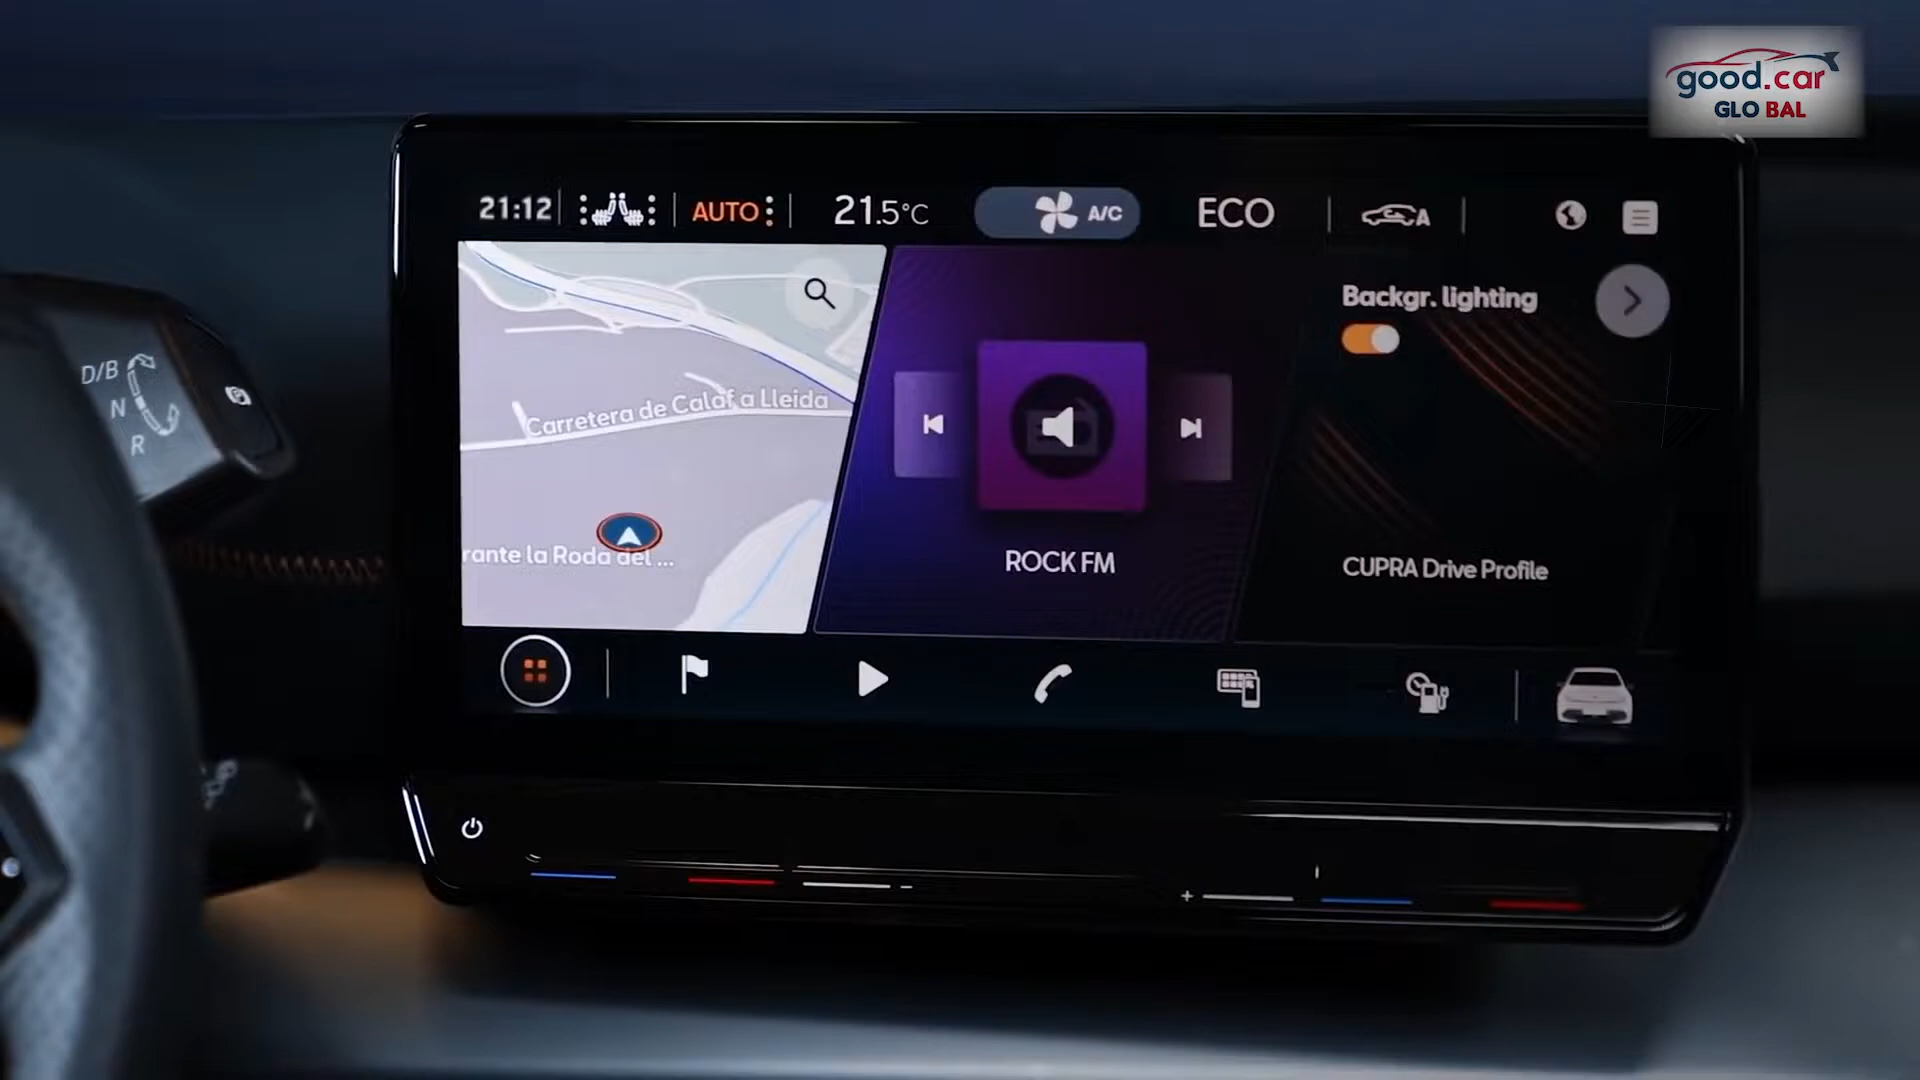 good.car
GLO BAL
21:12
AUTO
21.5°C
A/C
ECO
A
D/B
N
R
Carretera de Calaf a Lleida
rante la Roda del ...
ROCK FM
Backgr. lighting
CUPRA Drive Profile